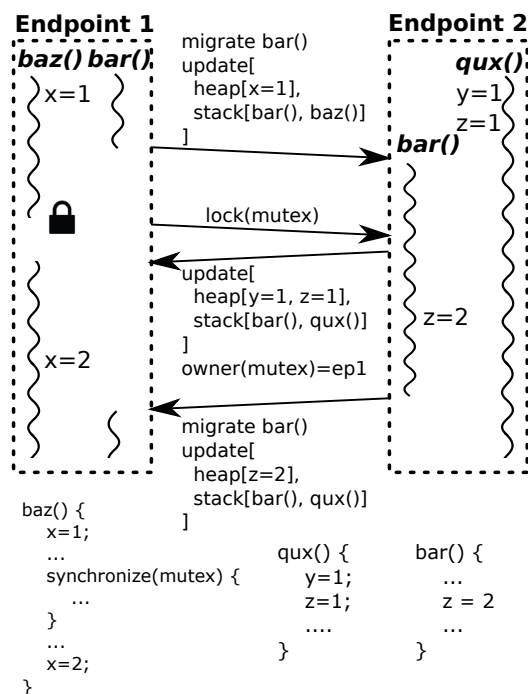 Endpoint 1
Endpoint 2
baz() bar()
x=1
migrate bar()
update[
heap[x=1],
stack[bar(), baz()]
]
qux()
y=1
z=1
bar()
lock(mutex)
update[
heap[y=1, z=1],
stack[bar(), qux()]
]
owner(mutex)=ep1
z=2
x=2
migrate bar()
update[
heap[z=2],
stack[bar(), qux()]
]
baz() {
x=1;
...
synchronize(mutex) {
...
}
...
x=2;
}
qux() {
y=1;
z=1;
....
}
bar() {
...
z = 2
...
}